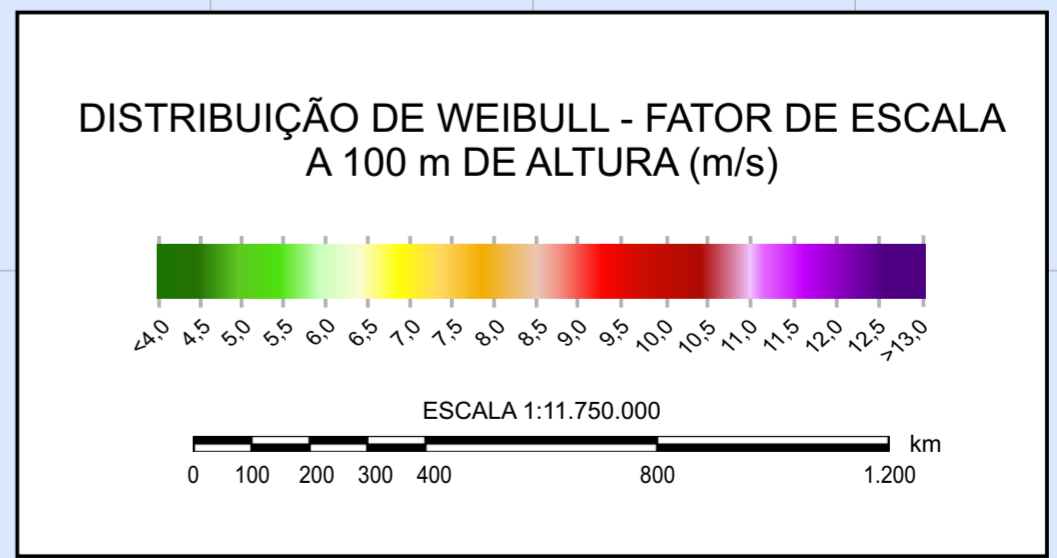 DISTRIBUIÇÃO DE WEIBULL - FATOR DE ESCALA
A 100 m DE ALTURA (m/s)
<4,0 4,5 5,0 5,5 6,0 6,5 7,0 7,5 8,0 8,5 9,0 9,5 10,0 10,5 11,0 11,5 12,0 12,5 >13,0
ESCALA 1:11.750.000
km
0 100 200 300 400 800 1.200